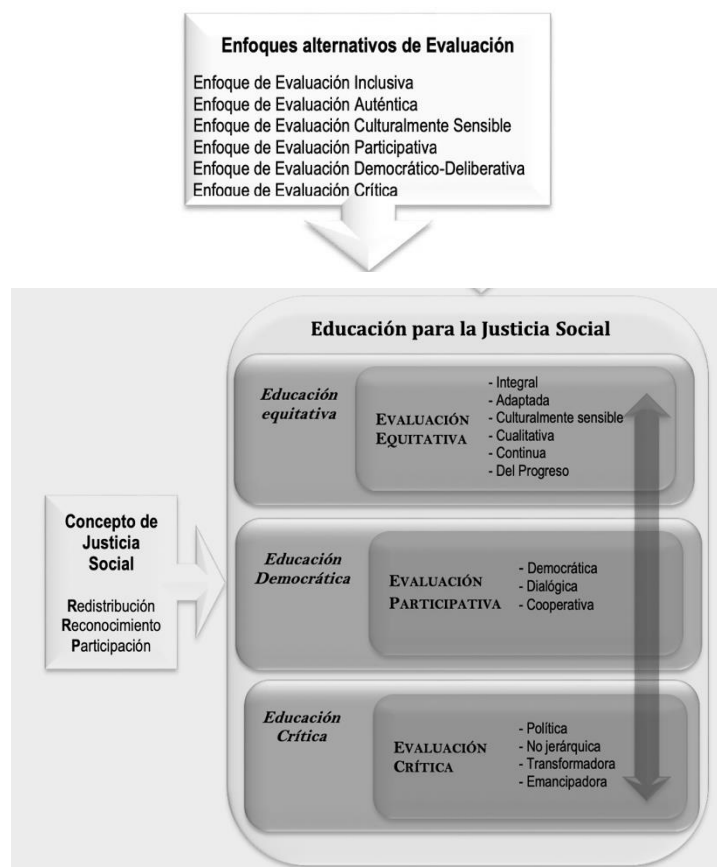 Enfoques alternativos de Evaluación
Enfoque de Evaluación Inclusiva
Enfoque de Evaluación Auténtica
Enfoque de Evaluación Culturalmente Sensible
Enfoque de Evaluación Participativa
Enfoque de Evaluación Democrático-Deliberativa
Enfoque de Evaluación Crítica
Educación para la Justicia Social
Educación
equitativa
EVALUACIÓN
EQUITATIVA
- Integral
- Adaptada
- Culturalmente sensible
- Cualitativa
- Continua
- Del Progreso
Concepto de
Justicia
Social
Redistribución
Reconocimiento
Participación
Educación
Democrática
EVALUACIÓN
PARTICIPATIVA
- Democrática
- Dialógica
- Cooperativa
Educación
Crítica
EVALUACIÓN
CRÍTICA
- Política
- No jerárquica
- Transformadora
- Emancipadora